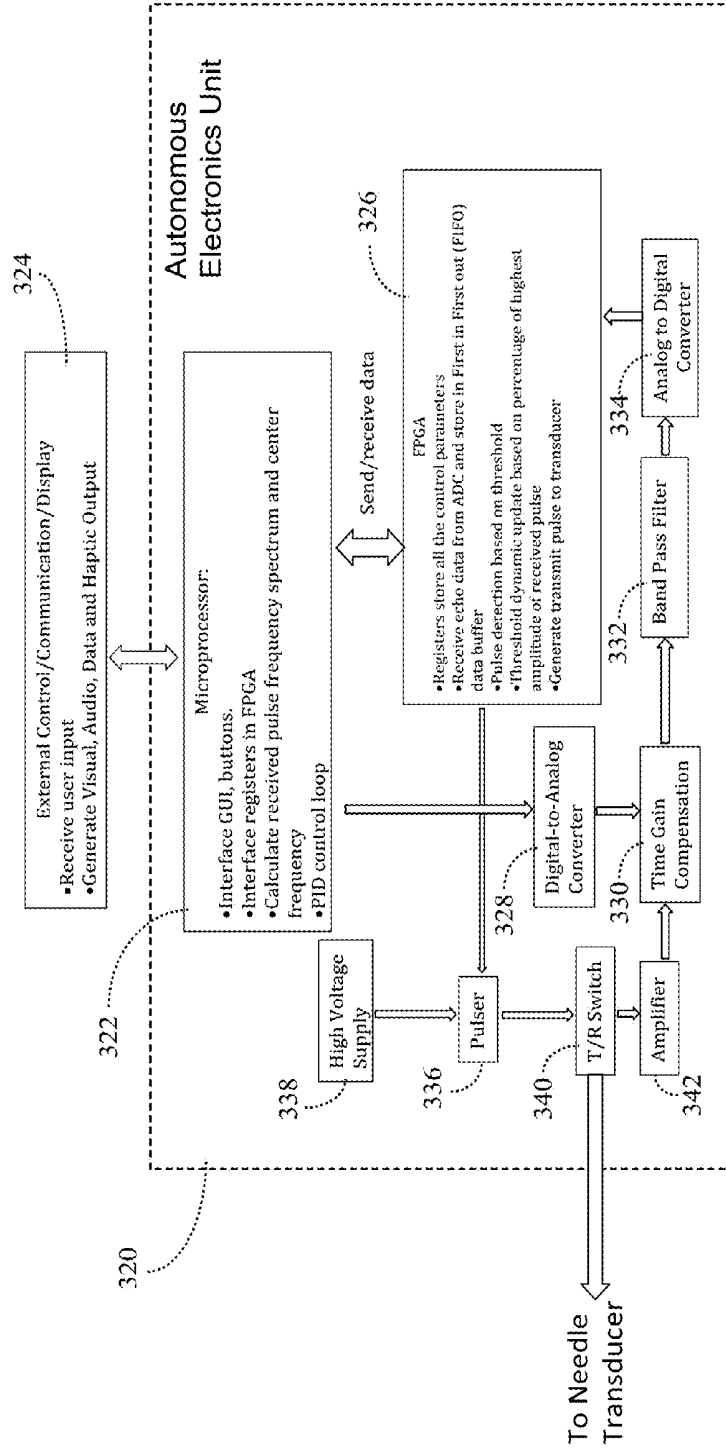 324
External Control/Communication/Display
▪Receive user input
▪Generate Visual, Audio, Data and Haptic Output
Autonomous
Electronics Unit
320
322
Microprocessor:
•Interface GUI, buttons.
•Interface registers in FPGA
•Calculate received pulse frequency spectrum and center
frequency
•PID control loop
Send/receive data
326
FPGA
•Registers store all the control parameters
•Receive echo data from ADC and store in First in First out (FIFO)
data buffer
•Pulse detection based on threshold
•Threshold dynamic update based on percentage of highest
amplitude of received pulse
•Generate transmit pulse to transducer
High Voltage
Supply
338
Pulser
336
Digital-to-Analog
Converter
328
T/R Switch
340
To Needle
Transducer
Amplifier
342
Time Gain
Compensation
330
Band Pass Filter
332
Analog to Digital
Converter
334